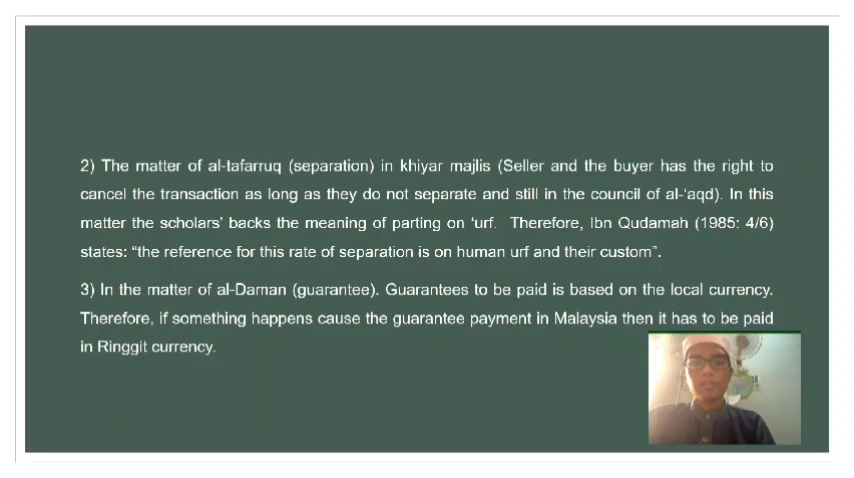 2) The matter of al-tafarruq (separation) in khiyar majlis (Seller and the buyer has the right to
cancel the transaction as long as they do not separate and still in the council of al-‘aqd). In this
matter the scholars’ backs the meaning of parting on ‘urf. Therefore, Ibn Qudamah (1985: 4/6)
states: “the reference for this rate of separation is on human urf and their custom”.
3) In the matter of al-Daman (guarantee). Guarantees to be paid is based on the local currency.
Therefore, if something happens cause the guarantee payment in Malaysia then it has to be paid
in Ringgit currency.